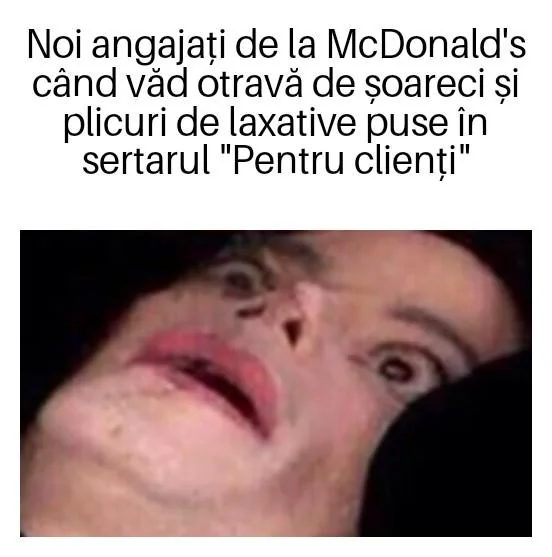 Noi angajați de la McDonald's
când văd otravă de șoareci și
plicuri de laxative puse în
sertarul "Pentru clienți"